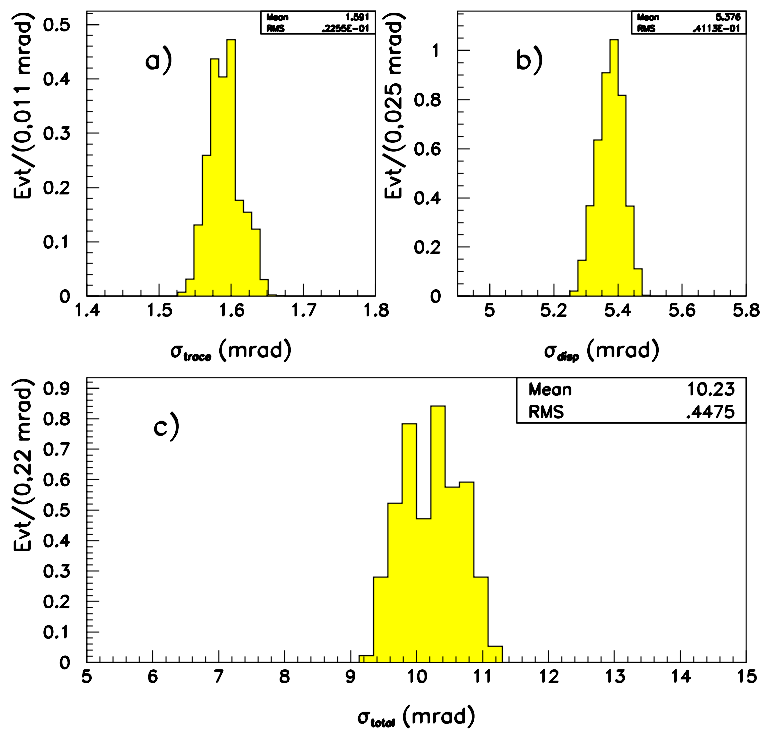 Mean 1.591
RMS .2255E-01
a)
Evt/(0,011 mrad)
0.5
0.4
0.3
0.2
0.1
0
1.4 1.5 1.6 1.7 1.8
σtrace (mrad)
Mean 5.376
RMS .4113E-01
b)
Evt/(0,025 mrad)
1
0.8
0.6
0.4
0.2
0
5 5.2 5.4 5.6 5.8
σdisp (mrad)
Mean 10.23
RMS .4475
c)
Evt/(0,22 mrad)
0.9
0.8
0.7
0.6
0.5
0.4
0.3
0.2
0.1
0
5 6 7 8 9 10 11 12 13 14 15
σtotal (mrad)